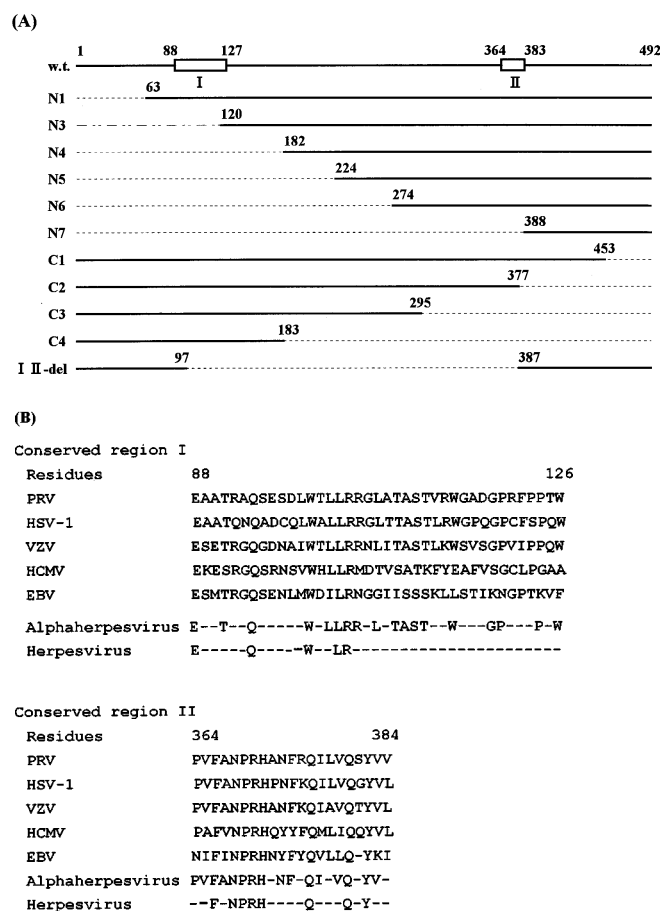 (A)
1 88 127 364 383 492
w.t.
I II
N1 63
N3 120
N4 182
N5 224
N6 274
N7 388
C1 453
C2 377
C3 295
C4 183
I II-del 97 387
(B)
Conserved region I
Residues 88 126
PRV EAATRAQSESDLWTLLRRGLATASTVRWGADGPRFPPTW
HSV-1 EAATQNQADCQLWALLRRGLTTASTLRWGPQGPCFSPQW
VZV ESETRGQGDNAIWTLLRRNLITASTLKWSVSGPVIPPQW
HCMV EKESRGQSRNSVWHLLRMDTVSATKFYEAFVSGCLPGAA
EBV ESMTRGQSENLMWDILRNGGIISSSKLLSTIKNGPTKVF
Alphaherpesvirus E--T--Q-----W-LLRR-L-TAST--W---GP---P-W
Herpesvirus E-----Q-----W--LR----------------------
Conserved region II
Residues 364 384
PRV PVFANPRHANFRQILVQSYVV
HSV-1 PVFANPRHPNFKQILVQGYVL
VZV PVFANPRHANFKQIAVQTYVL
HCMV PAFVNPRHQYYFQMLIQQYVL
EBV NIFINPRHNYFYQVLLQ-YKI
Alphaherpesvirus PVFANPRH-NF-QI-VQ-YV-
Herpesvirus --F-NPRH----Q---Q-Y--